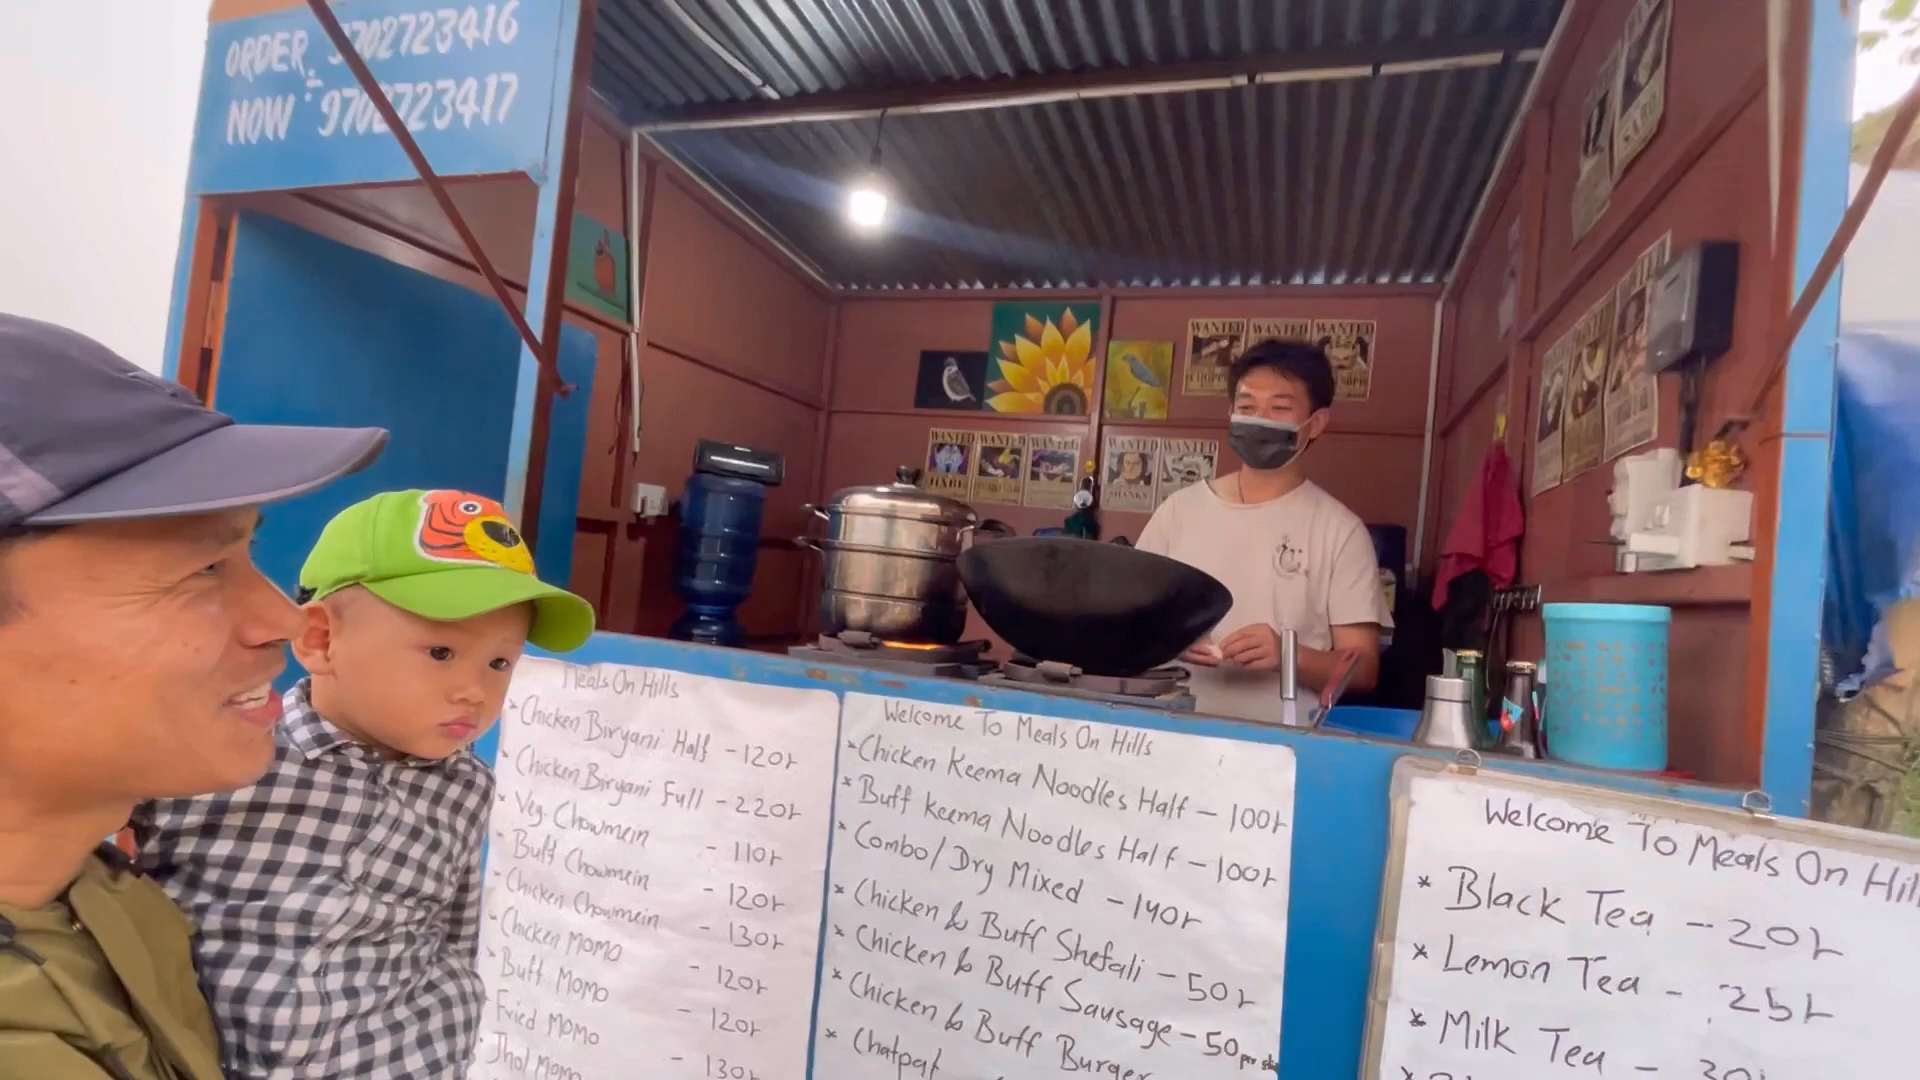 ORDER :- 9702723416
NOW 9702723417
WANTED WANTED WANTED
WANTED WANTED WANTED WANTED WANTED
SHANKS
Meals On Hills
* Chicken Biryani Half - 120r
* Chicken Biryani Full - 220r
* Veg. Chowmein - 110r
* Buff Chowmein - 120r
- Chicken Chowmein - 130r
- Chicken MOMO - 120r
- Buff MOMO - 120r
- Fried MOMO - 130r
Jhol Momo
Welcome To Meals On Hills
* Chicken Keema Noodles Half - 100r
* Buff Keema Noodles Half - 100r
* Combo/Dry Mixed - 140r
* Chicken & Buff Shefali - 50r
* Chicken & Buff Sausage - 50 per
* Chicken & Buff Burger
* Chatpat
Welcome To Meals On Hill
* Black Tea - 20r
* Lemon Tea - 25r
* Milk Tea - 30